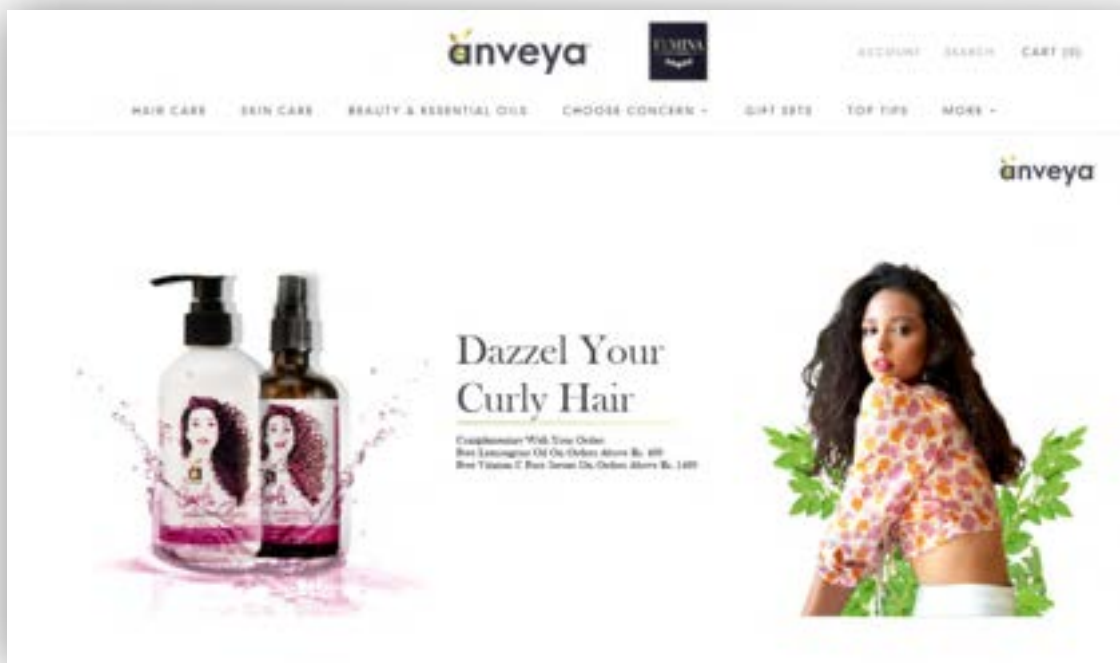 anveya
FEMINA
ACCOUNT SEARCH CART (0)
HAIR CARE SKIN CARE BEAUTY & ESSENTIAL OILS CHOOSE CONCERN GIFT SETS TOP TIPS MORE
anveya
Dazzel Your
Curly Hair
Complimentary With Your Order
Free Lemongrass Oil On Orders Above Rs. 
Free Vitamin C Face Serum On Orders Above Rs.